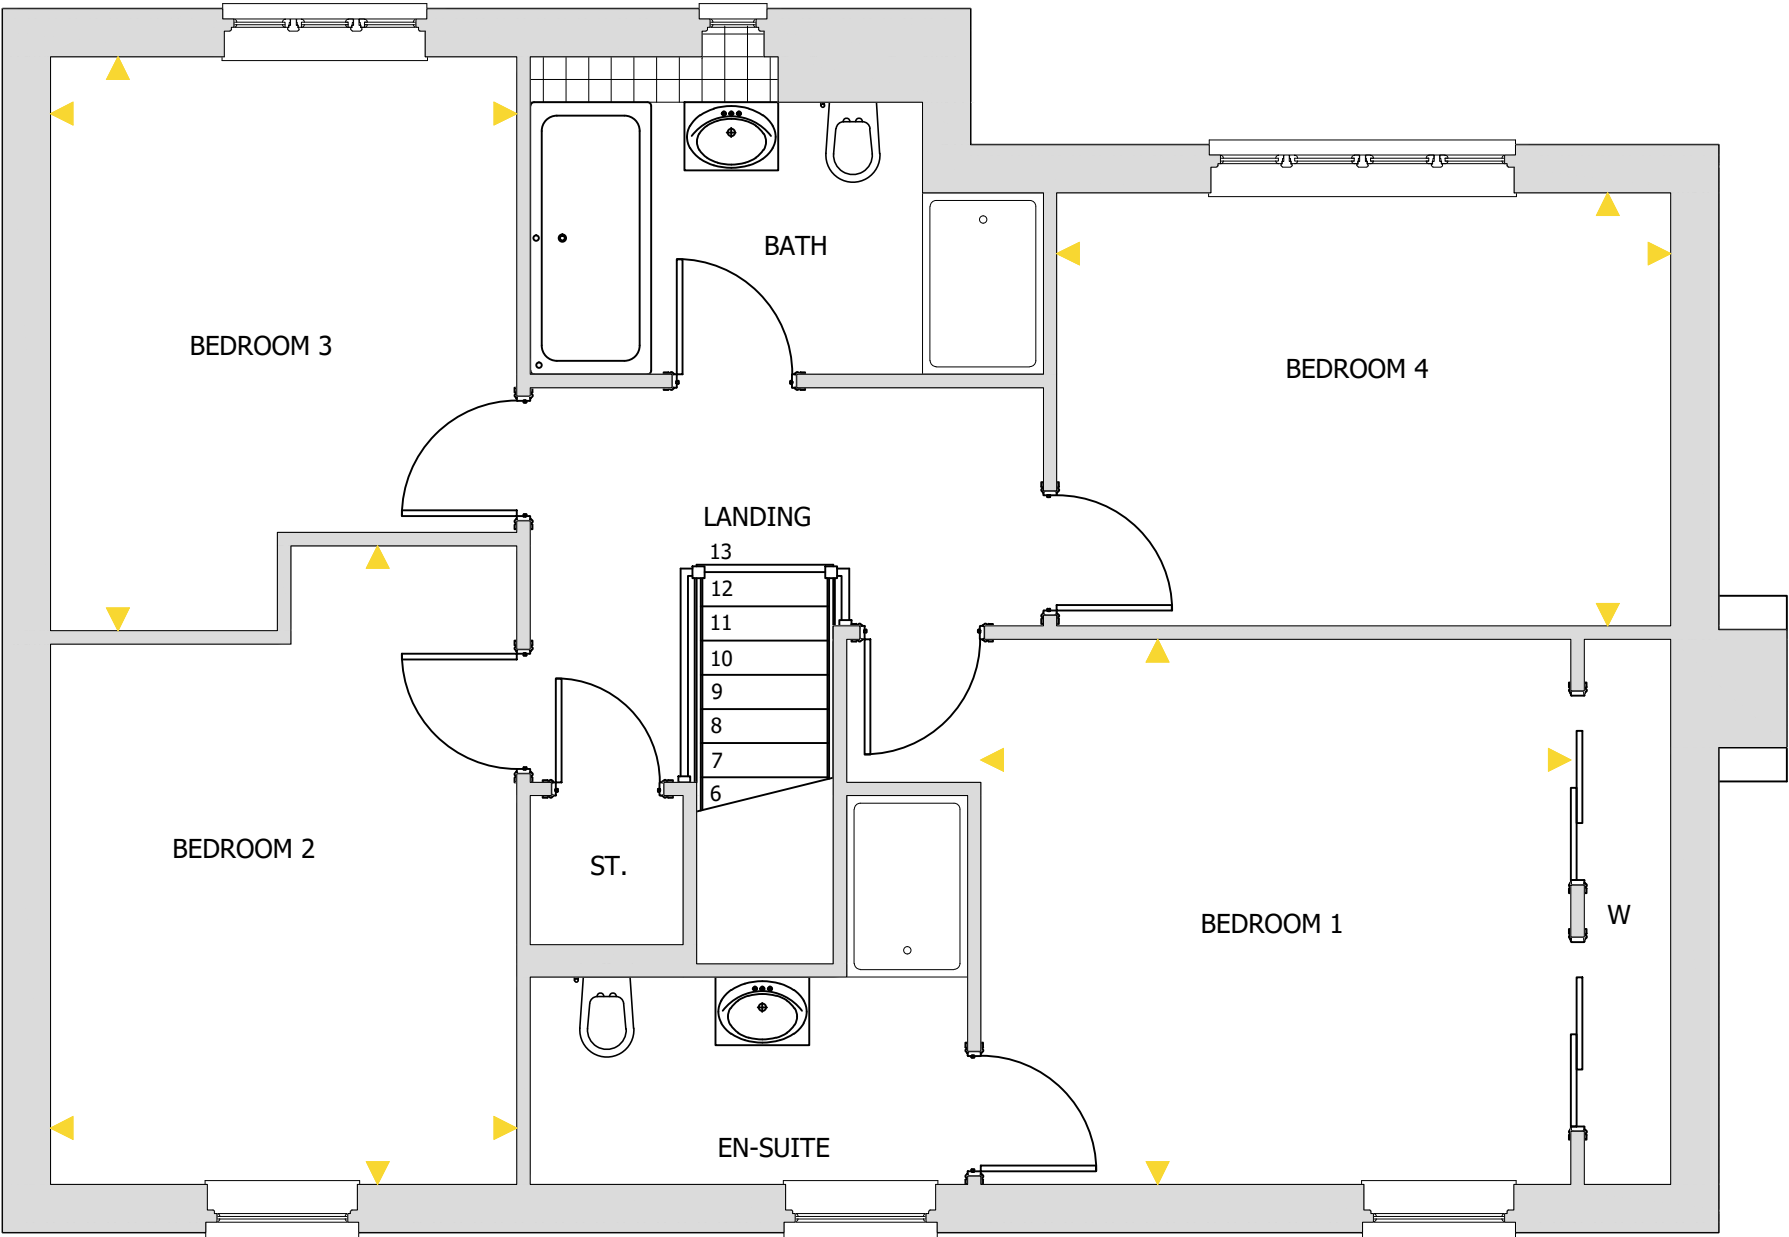 BATH
BEDROOM 3
BEDROOM 4
LANDING
13
12
11
10
9
8
7
6
BEDROOM 2
ST.
BEDROOM 1
W
EN-SUITE